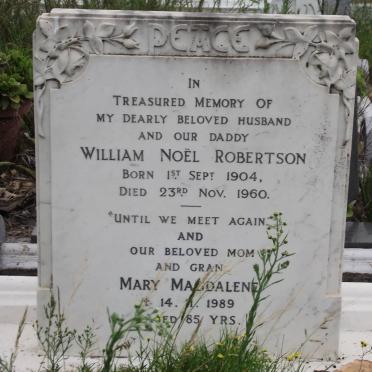 PEACE
IN
TREASURED MEMORY OF
MY DEARLY BELOVED HUSBAND
AND OUR DADDY
WILLIAM NOËL ROBERTSON
BORN 1ST SEPT 1904,
DIED 23RD NOV. 1960.
"UNTIL WE MEET AGAIN
AND
OUR BELOVED MOM
AND GRAN
MARY MAGDALENE
14. 1989
85 YRS.